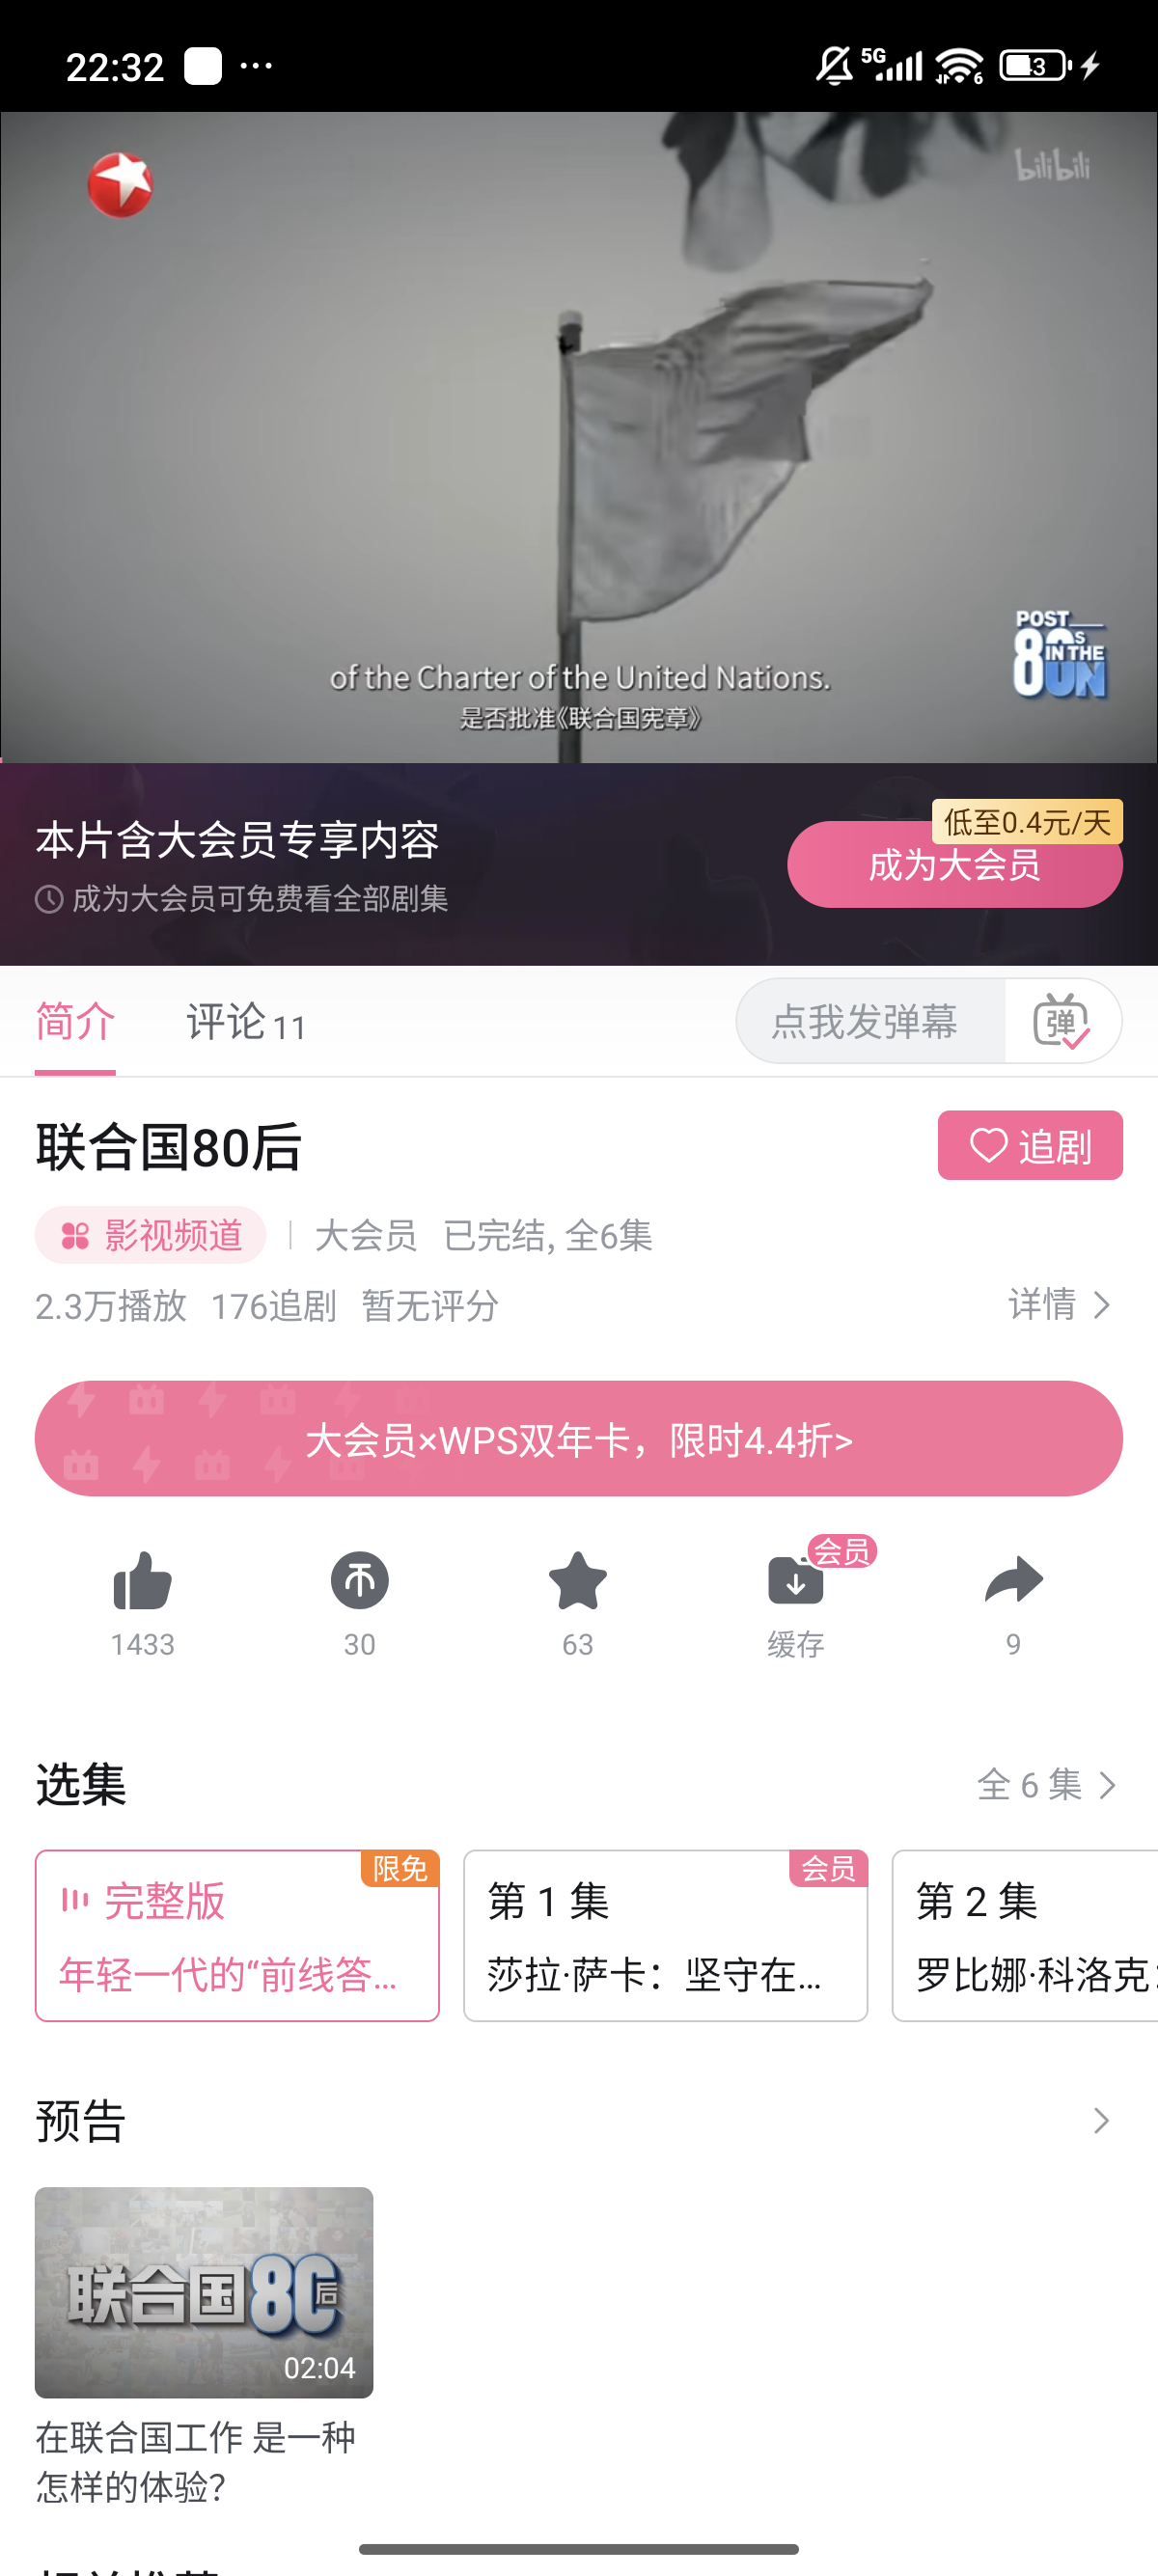 22:32
5G
6
43
bilibili
POST
80s
IN THE
UN
of the Charter of the United Nations.
是否批准《联合国宪章》
本片含大会员专享内容
低至0.4元/天
成为大会员
成为大会员可免费看全部剧集
简介
评论 11
点我发弹幕
弹
联合国80后
追剧
影视频道
大会员 已完结, 全6集
2.3万播放 176追剧 暂无评分
详情
大会员×WPS双年卡，限时4.4折>
会员
1433
30
63
缓存
9
选集
全 6 集
限免
完整版
年轻一代的“前线答...
会员
第 1 集
莎拉·萨卡：坚守在...
第 2 集
罗比娜·科洛克
预告
联合国80后
02:04
在联合国工作 是一种
怎样的体验？